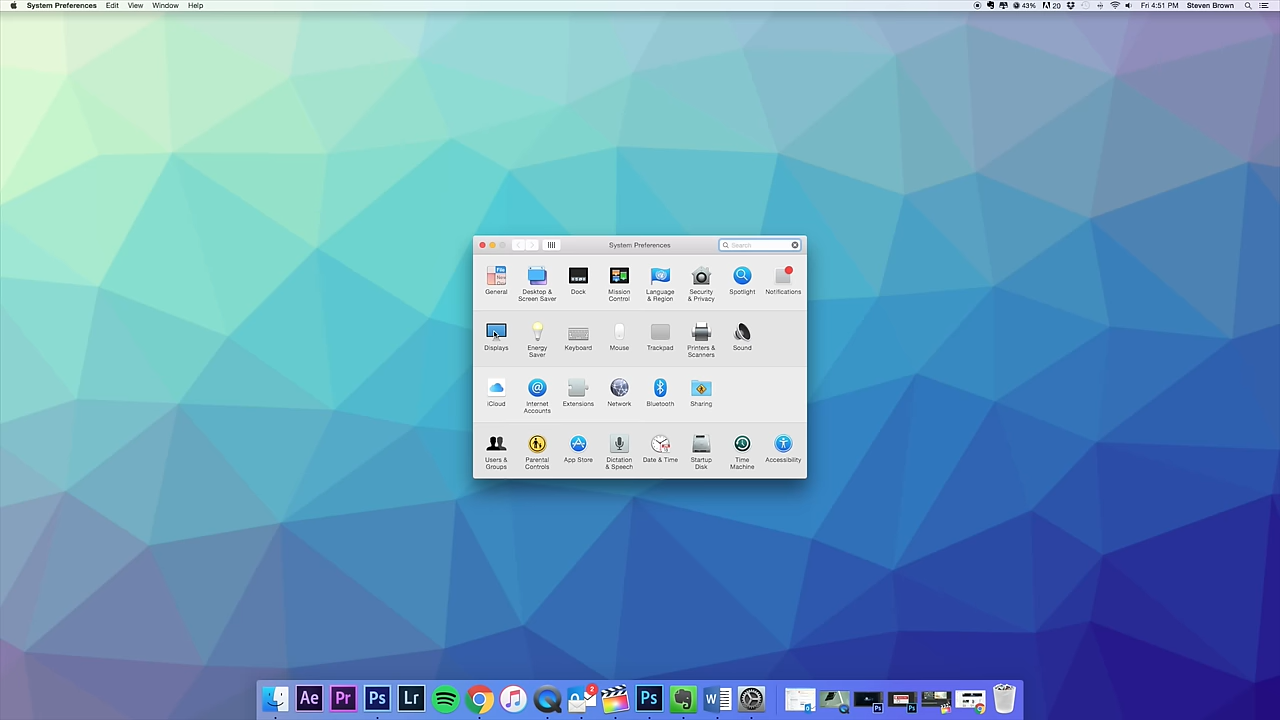 System Preferences Edit View Window Help
43% 20 Fri 4:51 PM Steven Brown
System Preferences
Search
General Desktop & Screen Saver Dock Mission Control Language & Region Security & Privacy Spotlight Notifications
Displays Energy Saver Keyboard Mouse Trackpad Printers & Scanners Sound
iCloud Internet Accounts Extensions Network Bluetooth Sharing
Users & Groups Parental Controls App Store Dictation & Speech Date & Time Startup Disk Time Machine Accessibility
Ae Pr Ps Lr 2 Ps W